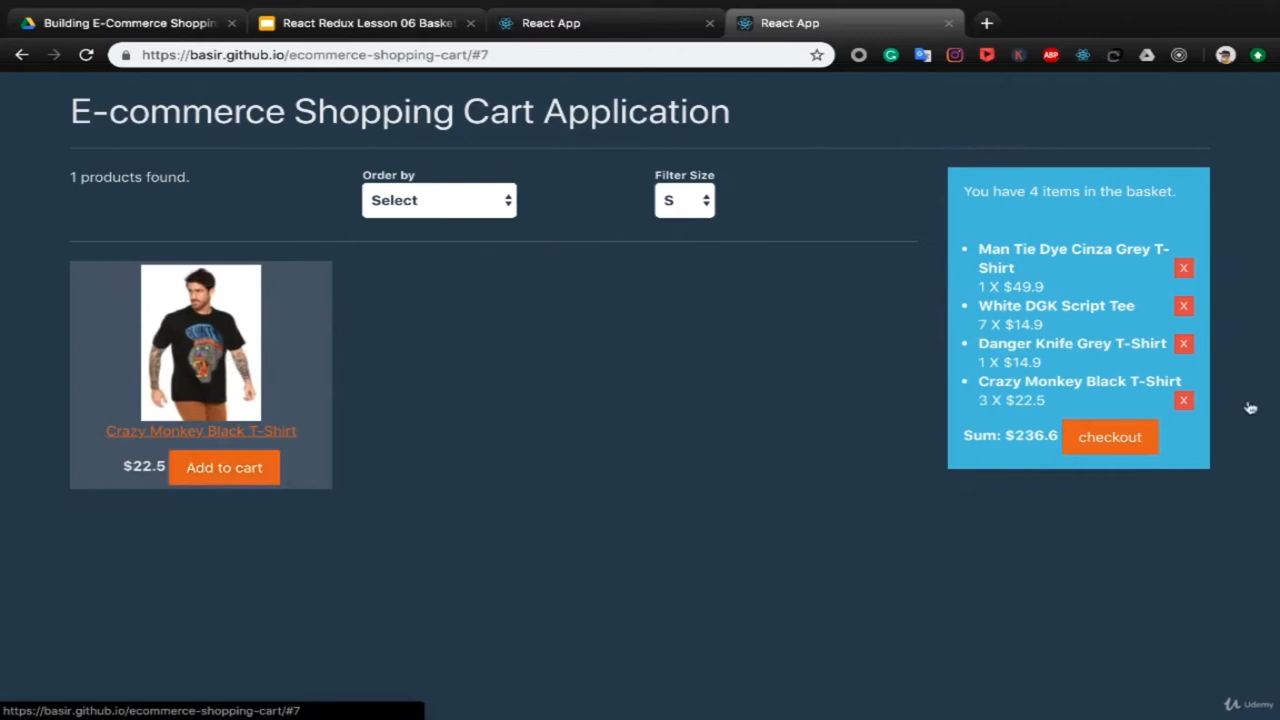 Building E-Commerce Shoppin
React Redux Lesson 06 Baske
React App
React App
https://basir.github.io/ecommerce-shopping-cart/#7
ABP
E-commerce Shopping Cart Application
1 products found.
Order by
Select
Filter Size
S
Crazy Monkey Black T-Shirt
$22.5 Add to cart
You have 4 items in the basket.
Man Tie Dye Cinza Grey T-
Shirt X
1 X $49.9
White DGK Script Tee X
7 X $14.9
Danger Knife Grey T-Shirt X
1 X $14.9
Crazy Monkey Black T-Shirt
3 X $22.5 X
Sum: $236.6 checkout
https://basir.github.io/ecommerce-shopping-cart/#7
Udemy